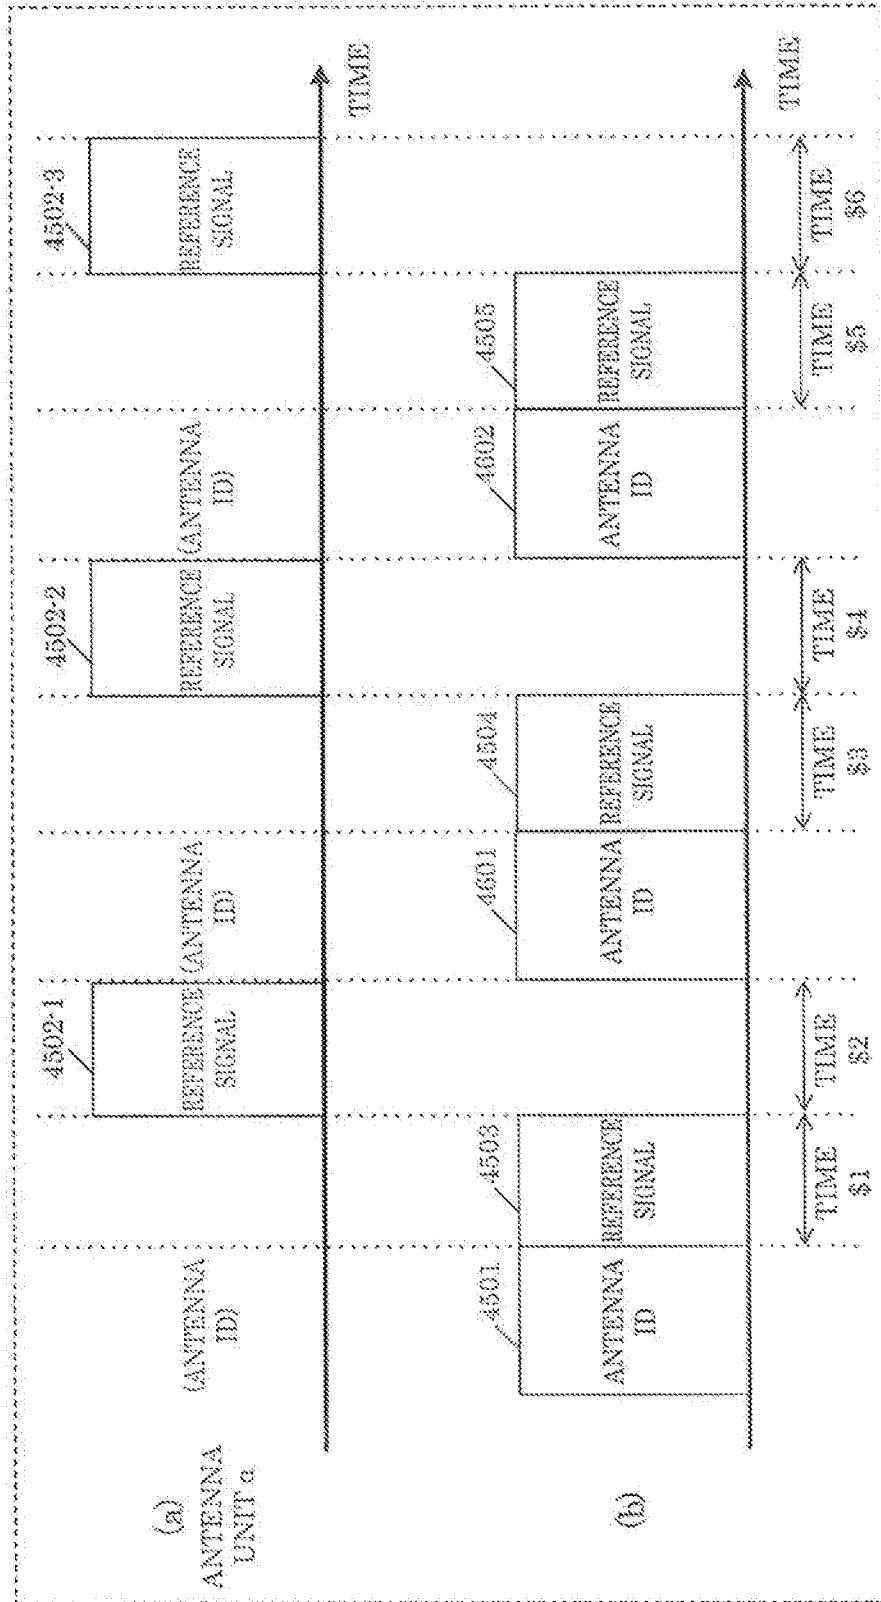 (a)
ANTENNA
UNIT α
(ANTENNA
ID)
4502-1
REFERENCE
SIGNAL
(ANTENNA
ID)
4502-2
REFERENCE
SIGNAL
(ANTENNA
ID)
4502-3
REFERENCE
SIGNAL
TIME
(b)
4501
ANTENNA
ID
4503
REFERENCE
SIGNAL
4601
ANTENNA
ID
4504
REFERENCE
SIGNAL
4602
ANTENNA
ID
4505
REFERENCE
SIGNAL
TIME
TIME
$1
TIME
$2
TIME
$3
TIME
$4
TIME
$5
TIME
$6